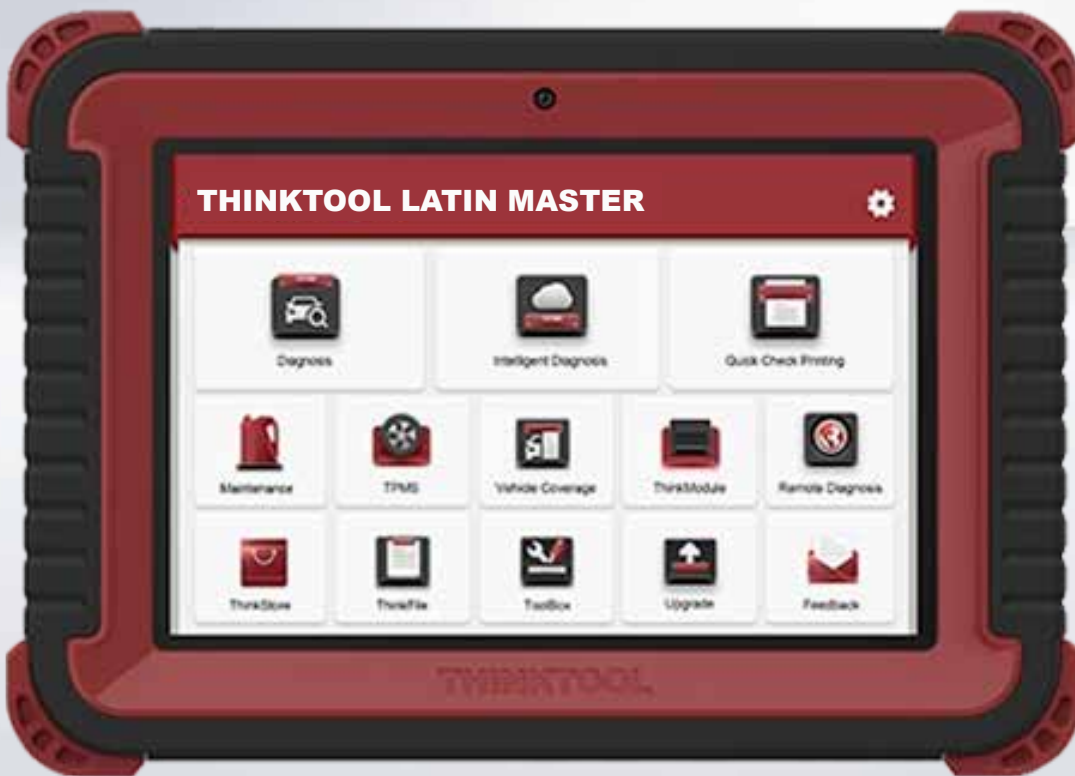 THINKTOOL LATIN MASTER
Diagnosis
Intelligent Diagnosis
Quick Check Printing
Maintenance
TPMS
Vehicle Coverage
ThinkModule
Remote Diagnosis
ThinkStore
ThinkFile
ToolBox
Upgrade
Feedback
THINKTOOL